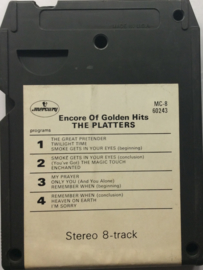 mercury
Encore Of Golden Hits
THE PLATTERS
MC-8
60243
programs
1
THE GREAT PRETENDER
TWILIGHT TIME
SMOKE GETS IN YOUR EYES (beginning)
2
SMOKE GETS IN YOUR EYES (conclusion)
(You've Got) THE MAGIC TOUCH
ENCHANTED
3
MY PRAYER
ONLY YOU (And You Alone)
REMEMBER WHEN (beginning)
4
REMEMBER WHEN (conclusion)
HEAVEN ON EARTH
I'M SORRY
Stereo 8-track